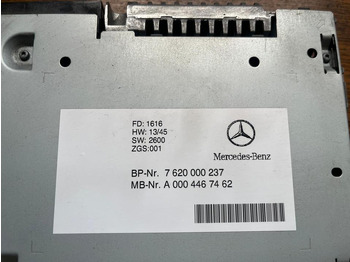 FD: 1616
HW: 13/45
SW: 2600
ZGS:001
Mercedes-Benz
BP-Nr. 7 620 000 237
MB-Nr. A 000 446 74 62